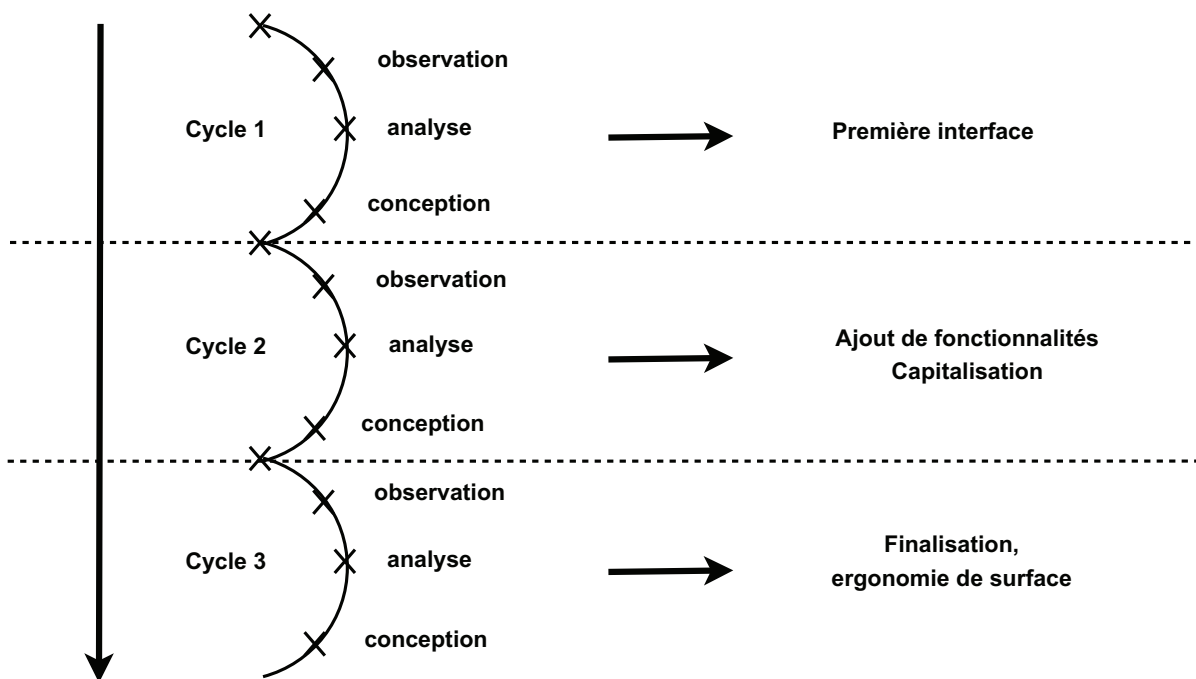 observation
Cycle 1
analyse
Première interface
conception
observation
Cycle 2
analyse
Ajout de fonctionnalités
Capitalisation
conception
observation
Cycle 3
analyse
Finalisation,
ergonomie de surface
conception